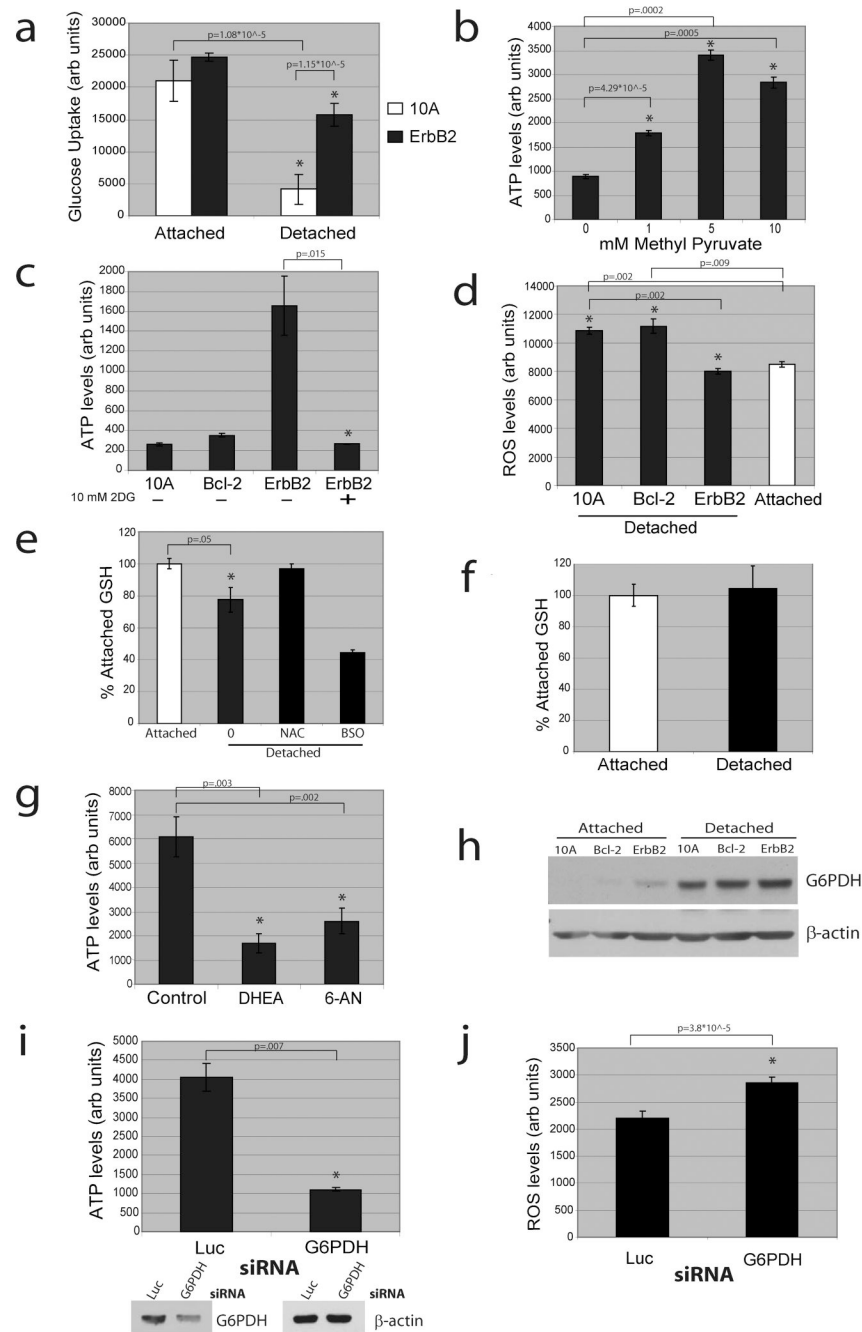 a
Glucose Uptake (arb units)
30000
25000
20000
15000
10000
5000
0
p=1.08*10^-5
p=1.15*10^-5
*
*
Attached
Detached
10A
ErbB2
b
ATP levels (arb units)
4000
3500
3000
2500
2000
1500
1000
500
0
p=.0002
p=.0005
p=4.29*10^-5
*
*
*
0
1
5
10
mM Methyl Pyruvate
c
ATP levels (arb units)
2000
1800
1600
1400
1200
1000
800
600
400
200
0
p=.015
*
10A
Bcl-2
ErbB2
ErbB2
10 mM 2DG
–
–
–
+
d
ROS levels (arb units)
14000
12000
10000
8000
6000
4000
2000
0
p=.009
p=.002
p=.002
*
*
*
10A
Bcl-2
ErbB2
Attached
Detached
e
% Attached GSH
120
100
80
60
40
20
0
p=.05
*
Attached
0
NAC
BSO
Detached
f
% Attached GSH
120
100
80
60
40
20
0
Attached
Detached
g
ATP levels (arb units)
8000
7000
6000
5000
4000
3000
2000
1000
0
p=.003
p=.002
*
*
Control
DHEA
6-AN
h
Attached
Detached
10A
Bcl-2
ErbB2
10A
Bcl-2
ErbB2
G6PDH
β-actin
i
ATP levels (arb units)
5000
4500
4000
3500
3000
2500
2000
1500
1000
500
0
p=.007
*
Luc
G6PDH
siRNA
Luc
G6PDH
siRNA
G6PDH
Luc
G6PDH
siRNA
β-actin
j
ROS levels (arb units)
3500
3000
2500
2000
1500
1000
500
0
p=3.8*10^-5
*
Luc
G6PDH
siRNA